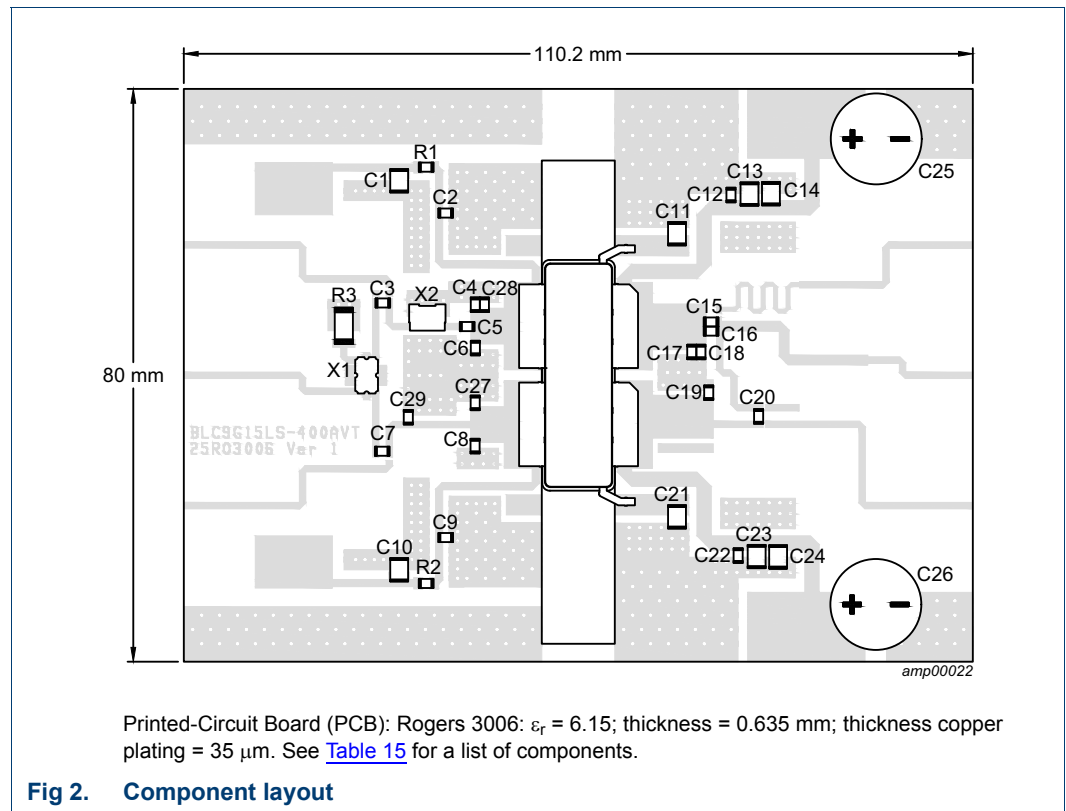 110.2 mm
80 mm
R1
C1
C2
C12
C13
C14
C25
C11
C3
R3
X2
C4
C28
C5
C6
C15
C16
C17
C18
C19
C20
X1
C27
C29
C7
C8
BLC9G15LS-400AVT
25RO3006 Ver 1
C9
C10
R2
C21
C22
C23
C24
C26
amp00022
Printed-Circuit Board (PCB): Rogers 3006: εr = 6.15; thickness = 0.635 mm; thickness copper
plating = 35 μm. See Table 15 for a list of components.
Fig 2. Component layout